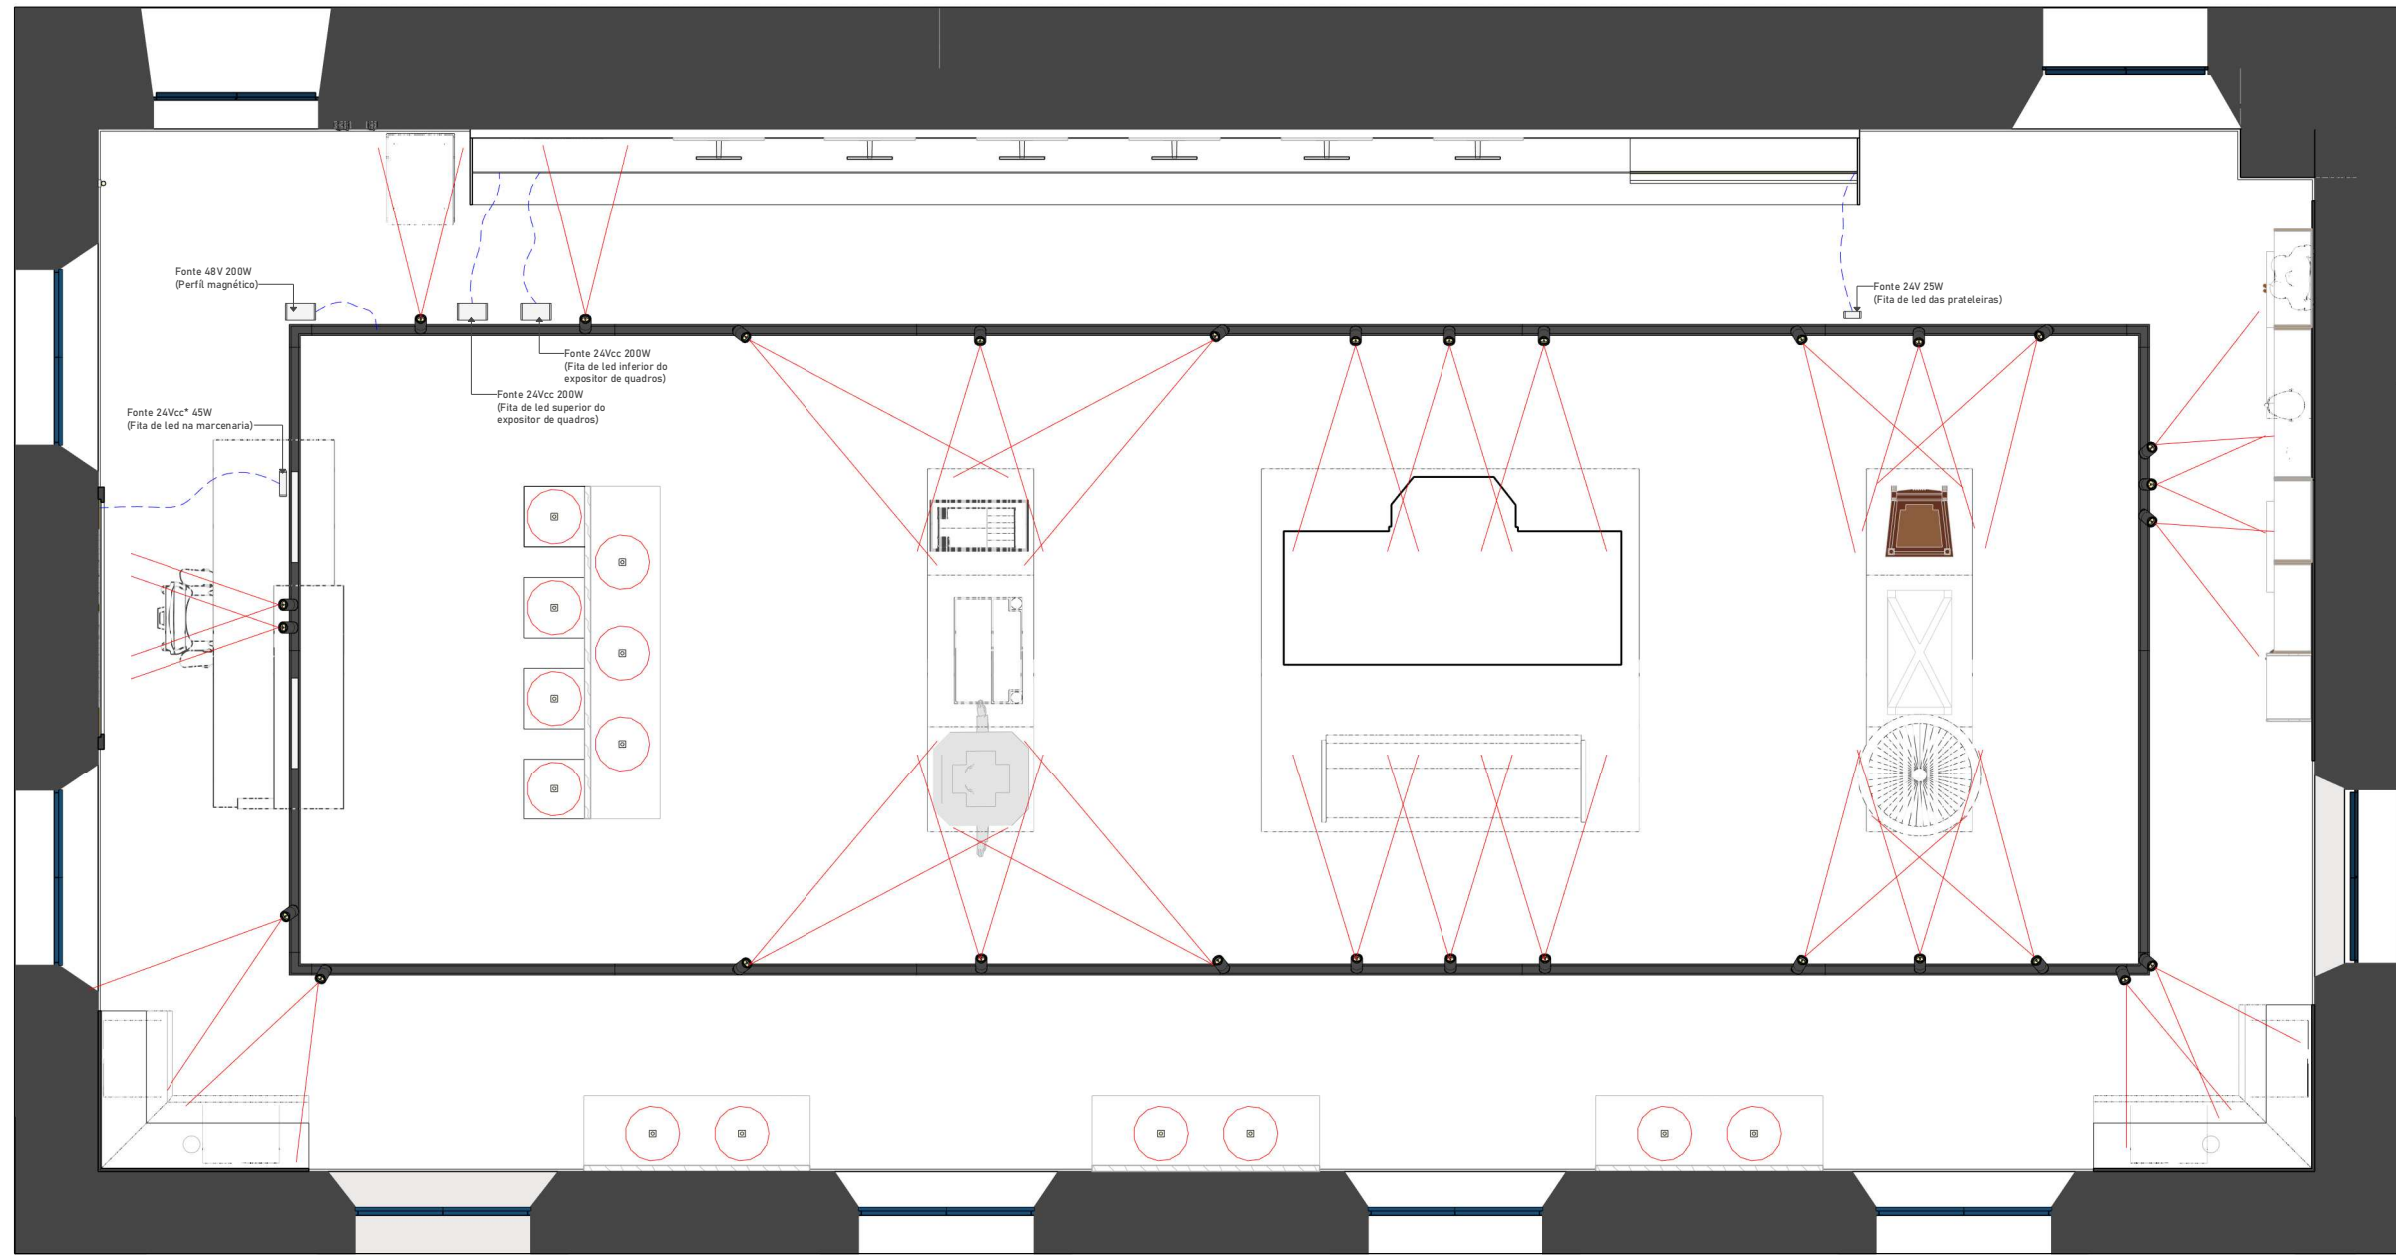 Fonte 48V 200W
(Perfil magnético)
Fonte 24V 25W
(Fita de led das prateleiras)
Fonte 24Vcc 200W
(Fita de led inferior do
expositor de quadros)
Fonte 24Vcc 200W
(Fita de led superior do
expositor de quadros)
Fonte 24Vcc* 45W
(Fita de led na marcenaria)